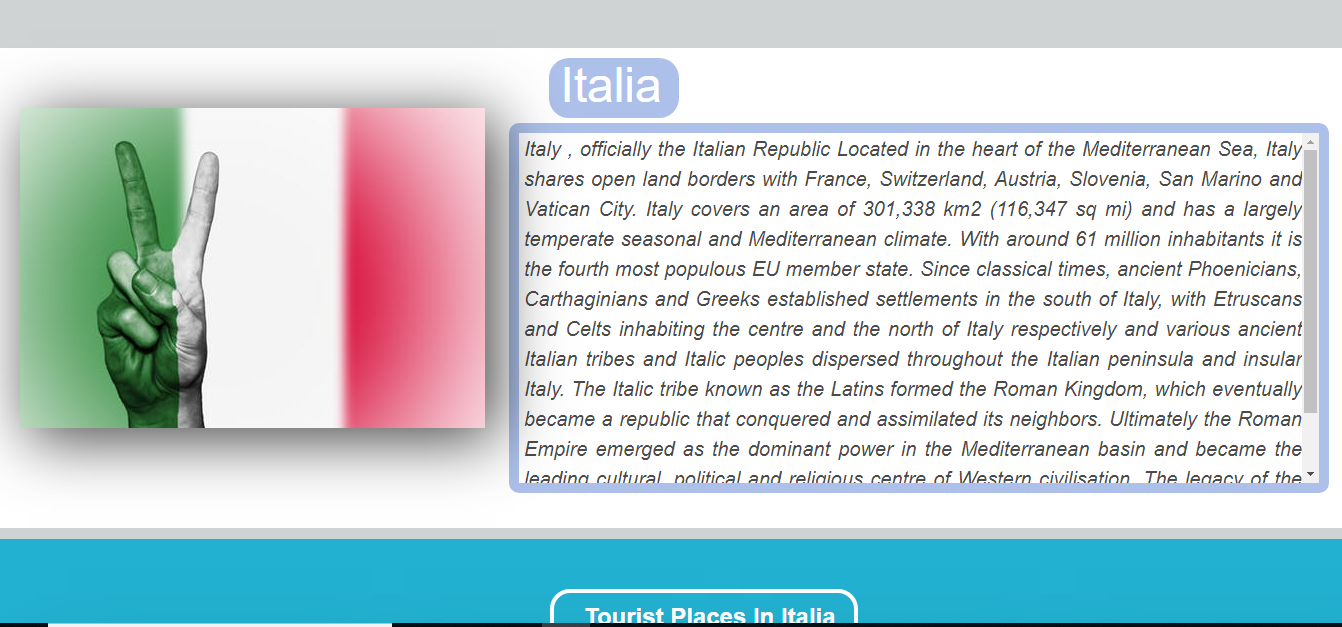 Italia
Italy , officially the Italian Republic Located in the heart of the Mediterranean Sea, Italy
shares open land borders with France, Switzerland, Austria, Slovenia, San Marino and
Vatican City. Italy covers an area of 301,338 km2 (116,347 sq mi) and has a largely
temperate seasonal and Mediterranean climate. With around 61 million inhabitants it is
the fourth most populous EU member state. Since classical times, ancient Phoenicians,
Carthaginians and Greeks established settlements in the south of Italy, with Etruscans
and Celts inhabiting the centre and the north of Italy respectively and various ancient
Italian tribes and Italic peoples dispersed throughout the Italian peninsula and insular
Italy. The Italic tribe known as the Latins formed the Roman Kingdom, which eventually
became a republic that conquered and assimilated its neighbors. Ultimately the Roman
Empire emerged as the dominant power in the Mediterranean basin and became the
leading cultural, political and religious centre of Western civilisation. The legacy of the
Tourist Places In Italia